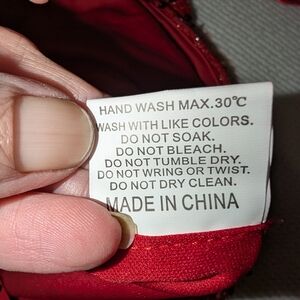 HAND WASH MAX.30℃
WASH WITH LIKE COLORS.
DO NOT SOAK.
DO NOT BLEACH.
DO NOT TUMBLE DRY.
DO NOT WRING or TWIST.
DO NOT DRY CLEAN.
MADE IN CHINA